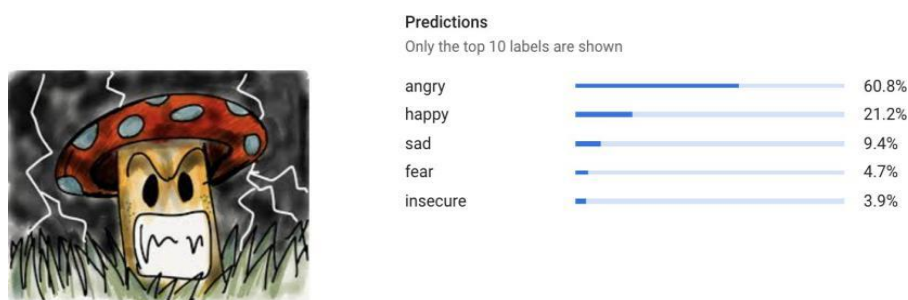 Predictions
Only the top 10 labels are shown
angry 60.8%
happy 21.2%
sad 9.4%
fear 4.7%
insecure 3.9%